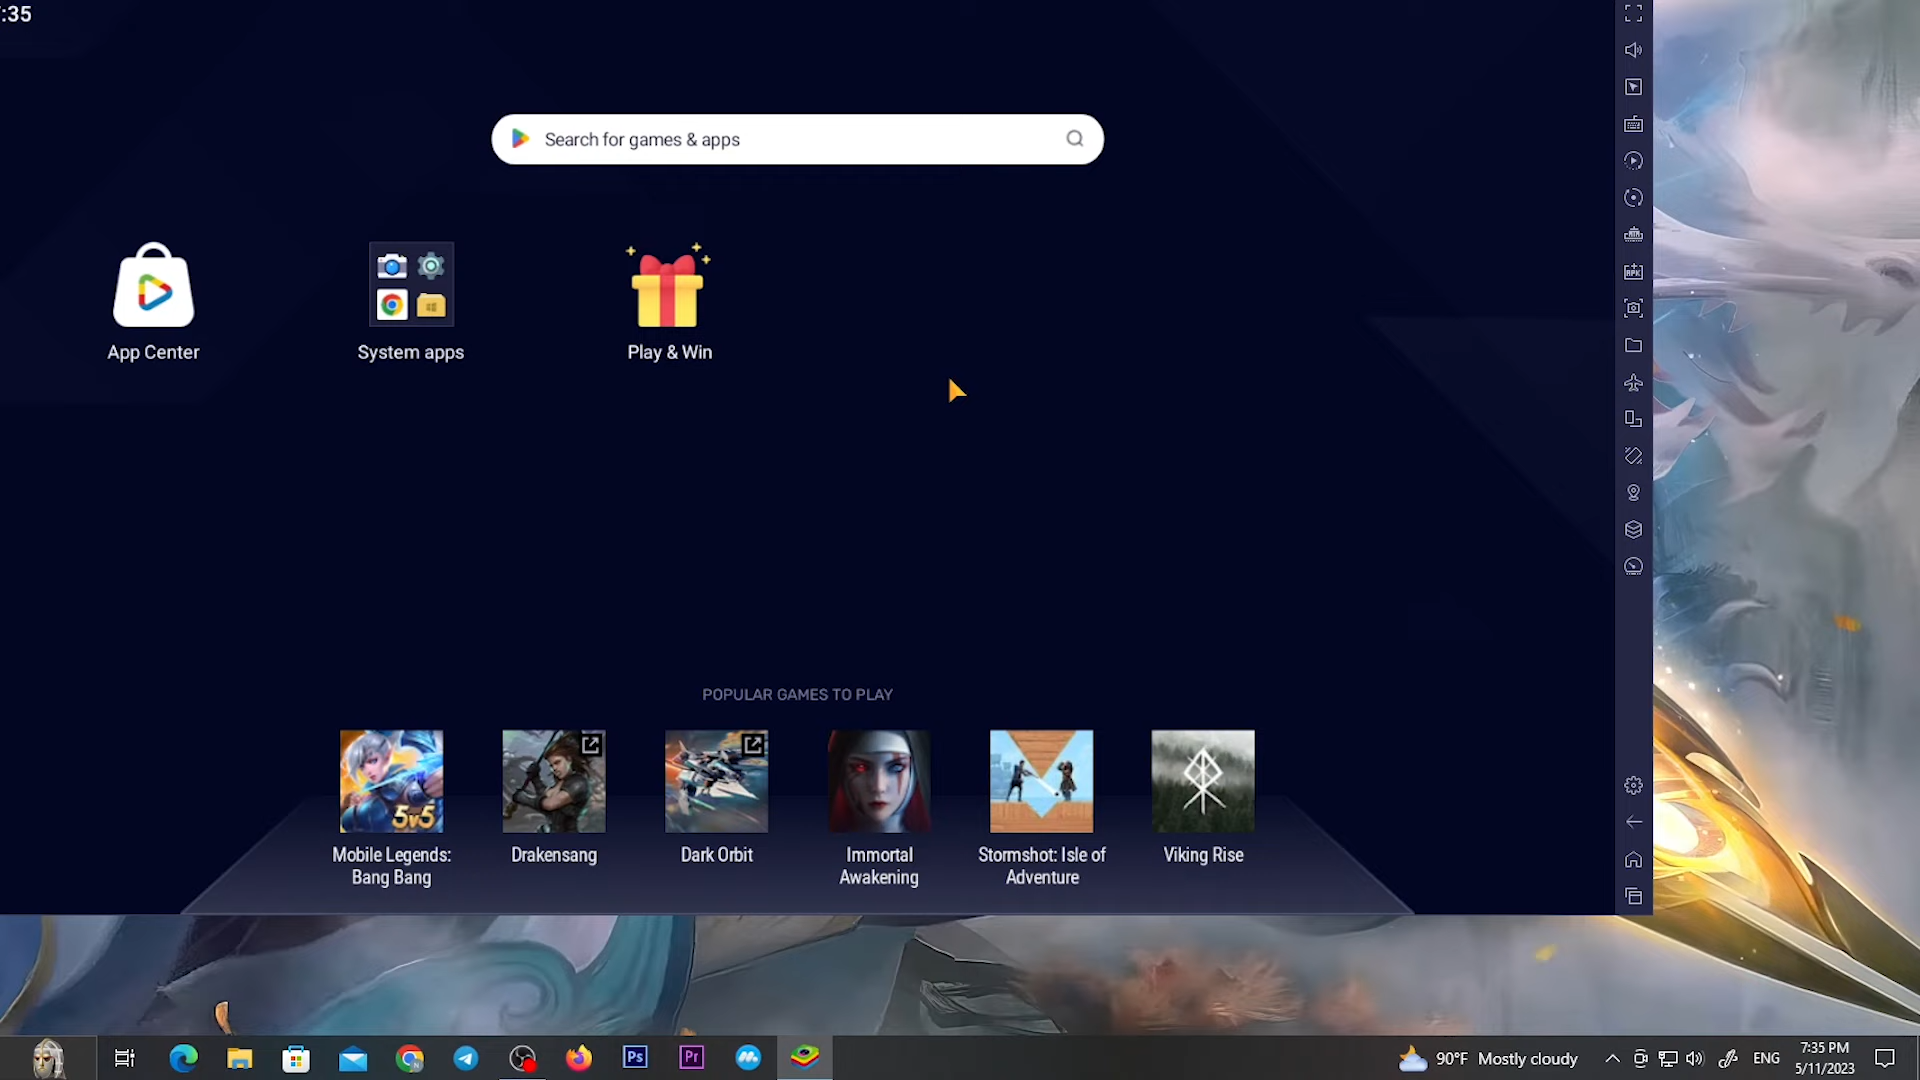 :35
Search for games & apps
App Center
System apps
Play & Win
POPULAR GAMES TO PLAY
5v5
Mobile Legends:
Bang Bang
Drakensang
Dark Orbit
Immortal
Awakening
Stormshot: Isle of
Adventure
Viking Rise
APK
Ps
Pr
90°F Mostly cloudy
ENG
7:35 PM
5/11/2023